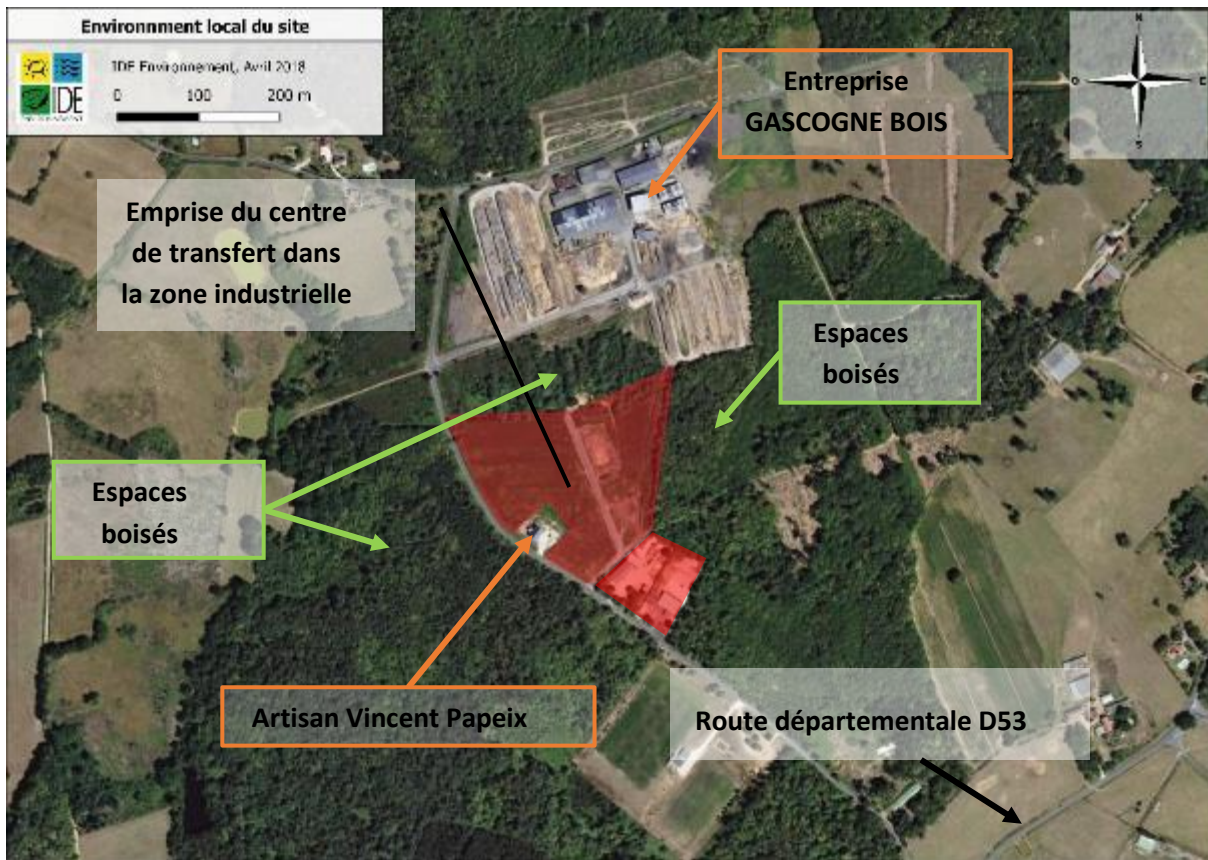 Environnment local du site
IDE Environnement, Avril 2018
0 100 200 m
IDE
N
O
E
S
Entreprise
GASCOGNE BOIS
Emprise du centre
de transfert dans
la zone industrielle
Espaces
boisés
Espaces
boisés
Artisan Vincent Papeix
Route départementale D53